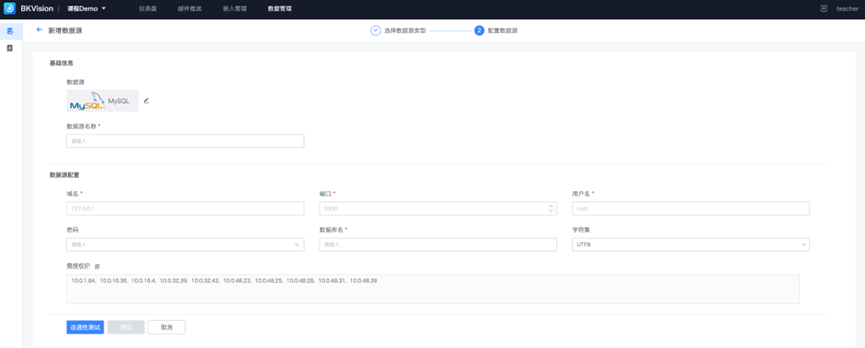 BKVision 课程Demo 仪表盘 邮件推送 嵌入管理 数据管理 teacher
新增数据源 选择数据源类型 2 配置数据源
基础信息
数据源
MySQL MySQL
数据源名称 *
请输入
数据源配置
域名 * 端口 * 用户名 *
127.0.0.1 3306 root
密码 数据库名 * 字符集
请输入 请输入 UTF8
需授权IP
10.0.1.84, 10.0.16.36, 10.0.16.4, 10.0.32.39, 10.0.32.43, 10.0.48.23, 10.0.48.25, 10.0.48.28, 10.0.48.31, 10.0.48.39
连通性测试 提交 取消